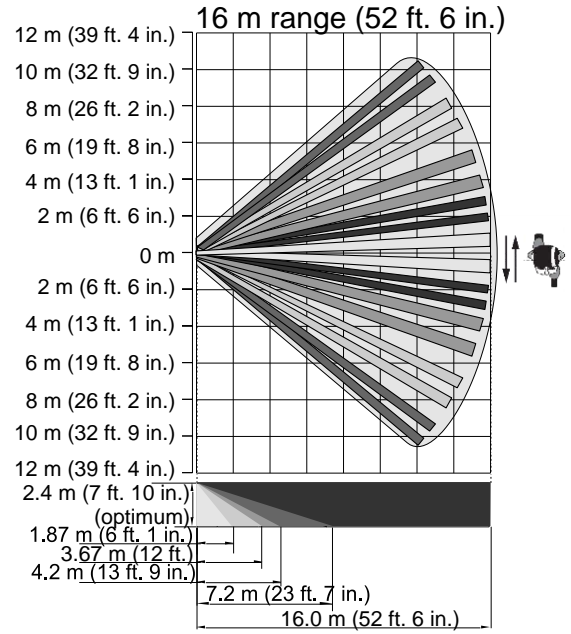 16 m range (52 ft. 6 in.)
12 m (39 ft. 4 in.)
10 m (32 ft. 9 in.)
8 m (26 ft. 2 in.)
6 m (19 ft. 8 in.)
4 m (13 ft. 1 in.)
2 m (6 ft. 6 in.)
0 m
2 m (6 ft. 6 in.)
4 m (13 ft. 1 in.)
6 m (19 ft. 8 in.)
8 m (26 ft. 2 in.)
10 m (32 ft. 9 in.)
12 m (39 ft. 4 in.)
2.4 m (7 ft. 10 in.)
(optimum)
1.87 m (6 ft. 1 in.)
3.67 m (12 ft.)
4.2 m (13 ft. 9 in.)
7.2 m (23 ft. 7 in.)
16.0 m (52 ft. 6 in.)